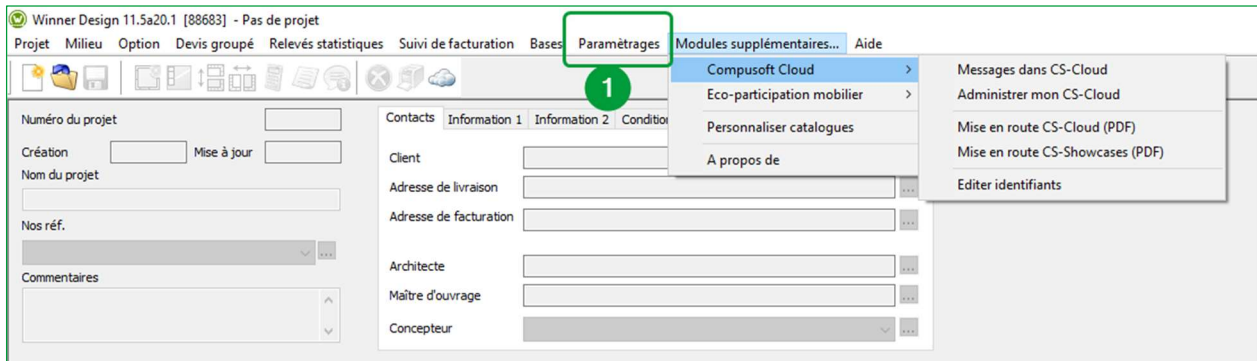 Winner Design 11.5a20.1 [88683] - Pas de projet
Projet Milieu Option Devis groupé Relevés statistiques Suivi de facturation Bases Paramètrages Modules supplémentaires... Aide
1
Compusoft Cloud >
Eco-participation mobilier >
Personnaliser catalogues
A propos de
Messages dans CS-Cloud
Administrer mon CS-Cloud
Mise en route CS-Cloud (PDF)
Mise en route CS-Showcases (PDF)
Editer identifiants
Numéro du projet
Création Mise à jour
Nom du projet
Nos réf.
...
Commentaires
Contacts Information 1 Information 2 Condition
Client
Adresse de livraison ...
Adresse de facturation ...
Architecte ...
Maître d'ouvrage ...
Concepteur ...